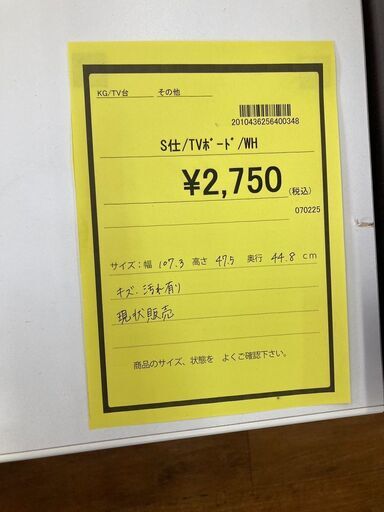 KG/TV台 その他
2010436256400348
S仕/TVﾎﾞｰﾄﾞ/WH
¥2,750 (税込)
070225
サイズ:幅 107.3 高さ 47.5 奥行 44.8 cm
キズ、汚れ有り
現状販売
商品のサイズ、状態を よくご確認下さい。